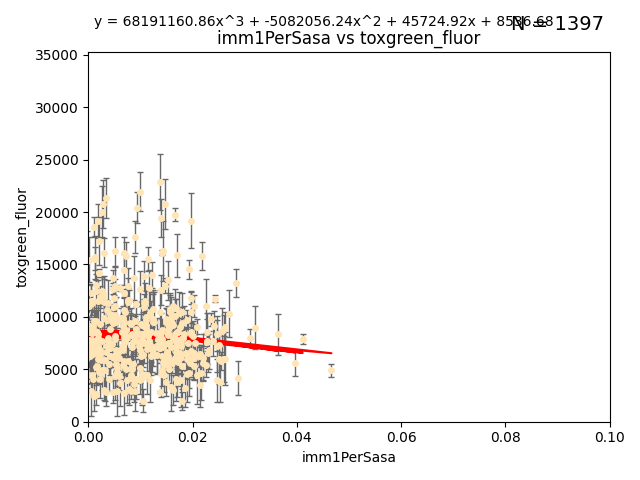 y = 68191160.86x^3 + -5082056.24x^2 + 45724.92x + 8536.68
N = 1397
imm1PerSasa vs toxgreen_fluor
35000
30000
25000
20000
15000
10000
5000
0
toxgreen_fluor
0.00 0.02 0.04 0.06 0.08 0.10
imm1PerSasa